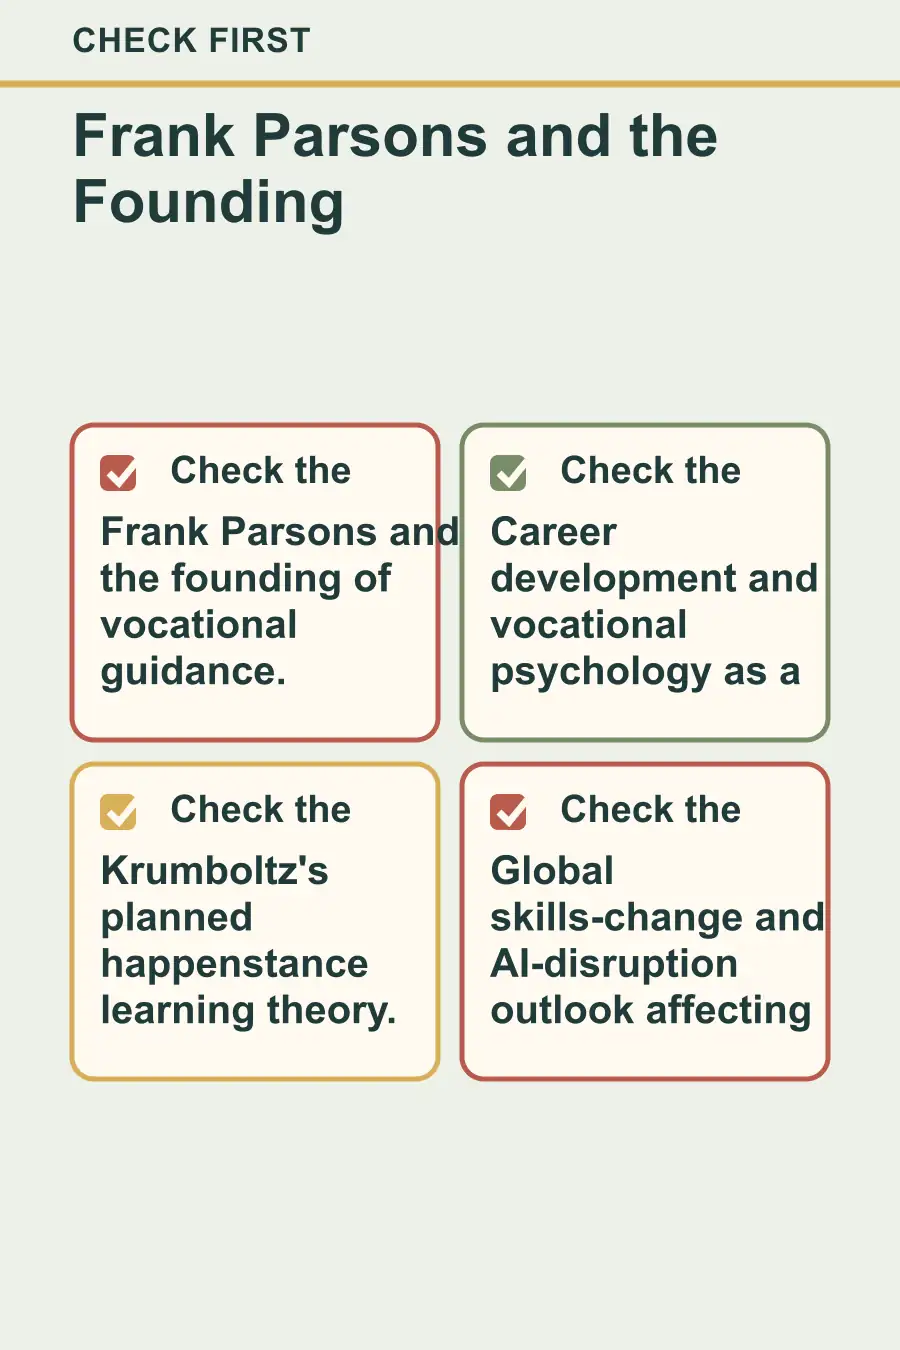 CHECK FIRST
Frank Parsons and the
Founding
Check the
Frank Parsons and
the founding of
vocational
guidance.
Check the
Career
development and
vocational
psychology as a
Check the
Krumboltz's
planned
happenstance
learning theory.
Check the
Global
skills-change and
AI-disruption
outlook affecting